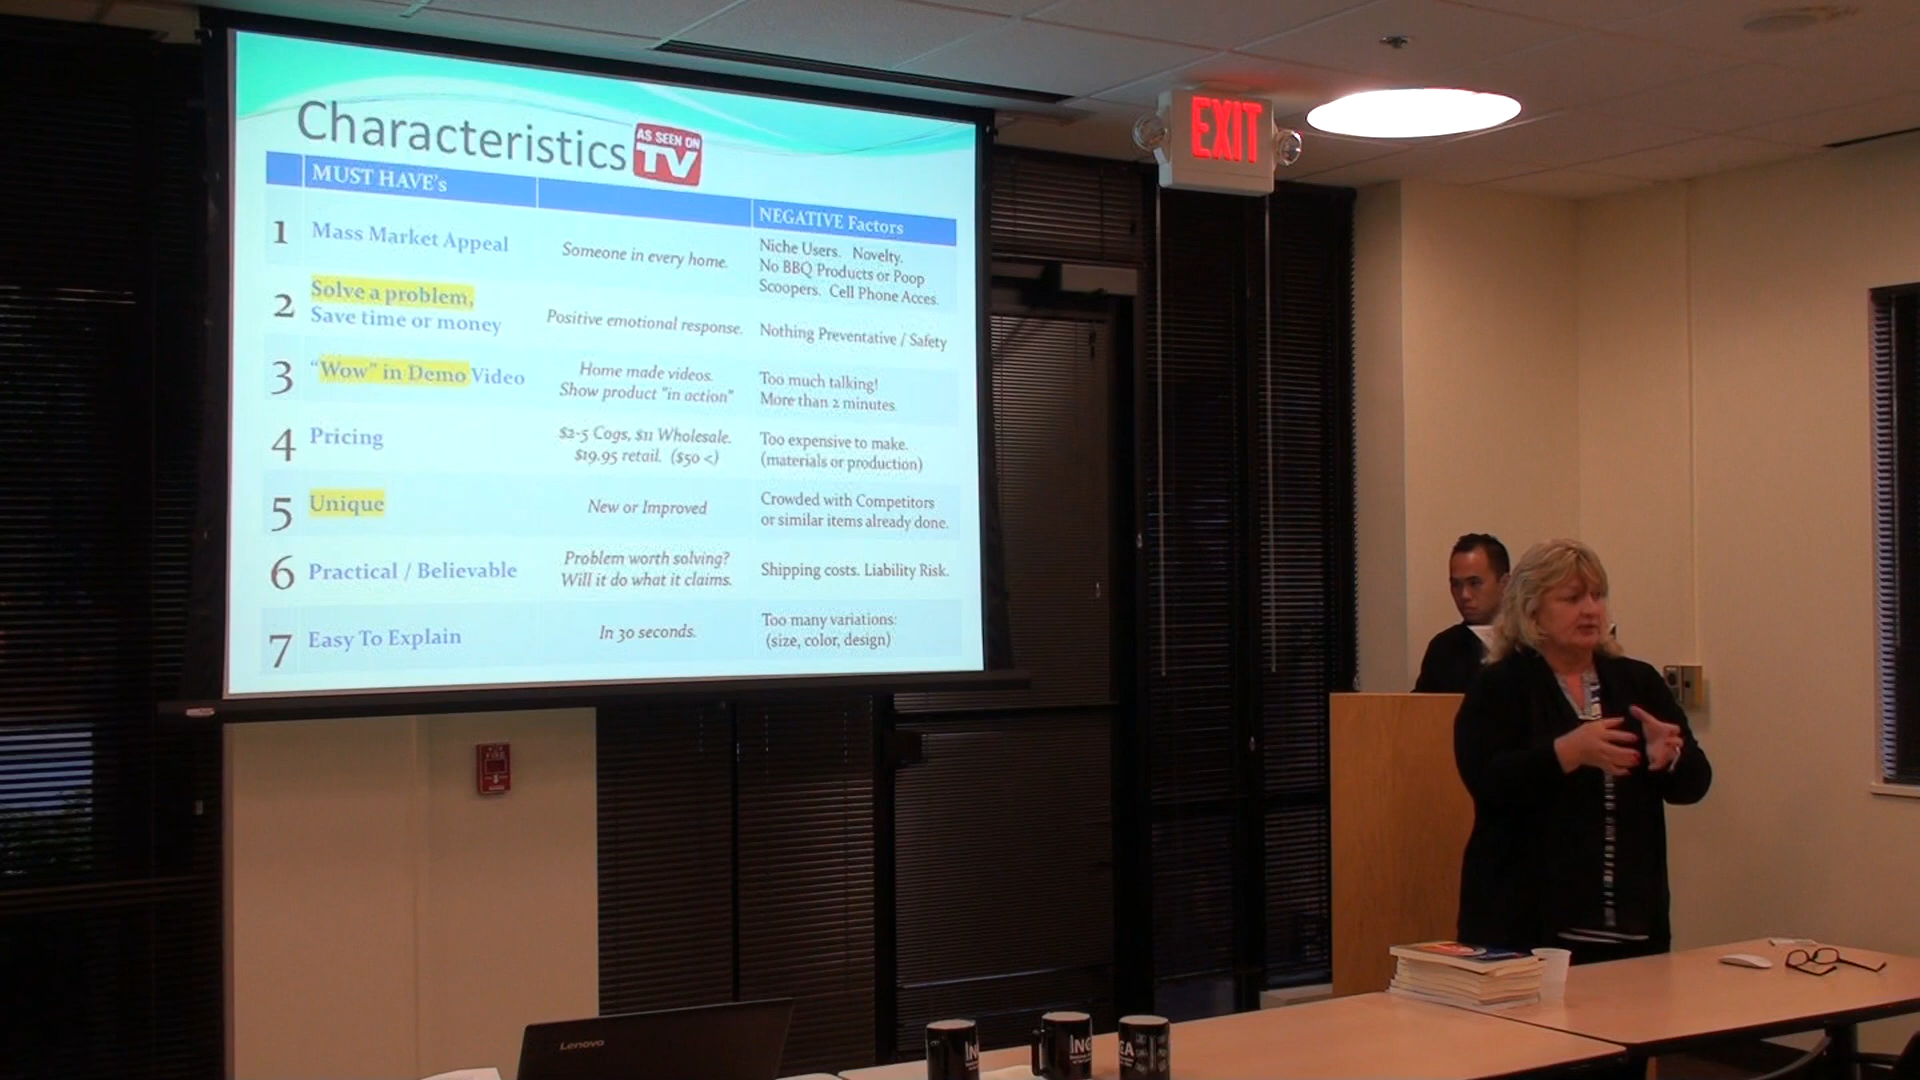 Characteristics
AS SEEN ON
TV
MUST HAVE's
NEGATIVE Factors
1
Mass Market Appeal
Someone in every home.
Niche Users. Novelty.
No BBQ Products or Poop
Scoopers. Cell Phone Acces.
2
Solve a problem,
Save time or money
Positive emotional response.
Nothing Preventative / Safety
3
"Wow" in Demo Video
Home made videos.
Show product "in action"
Too much talking!
More than 2 minutes.
4
Pricing
$2-5 Cogs, $11 Wholesale.
$19.95 retail. ($50 <)
Too expensive to make.
(materials or production)
5
Unique
New or Improved
Crowded with Competitors
or similar items already done.
6
Practical / Believable
Problem worth solving?
Will it do what it claims.
Shipping costs. Liability Risk.
7
Easy To Explain
In 30 seconds.
Too many variations:
(size, color, design)
EXIT
Lenovo
IN
ING
EA